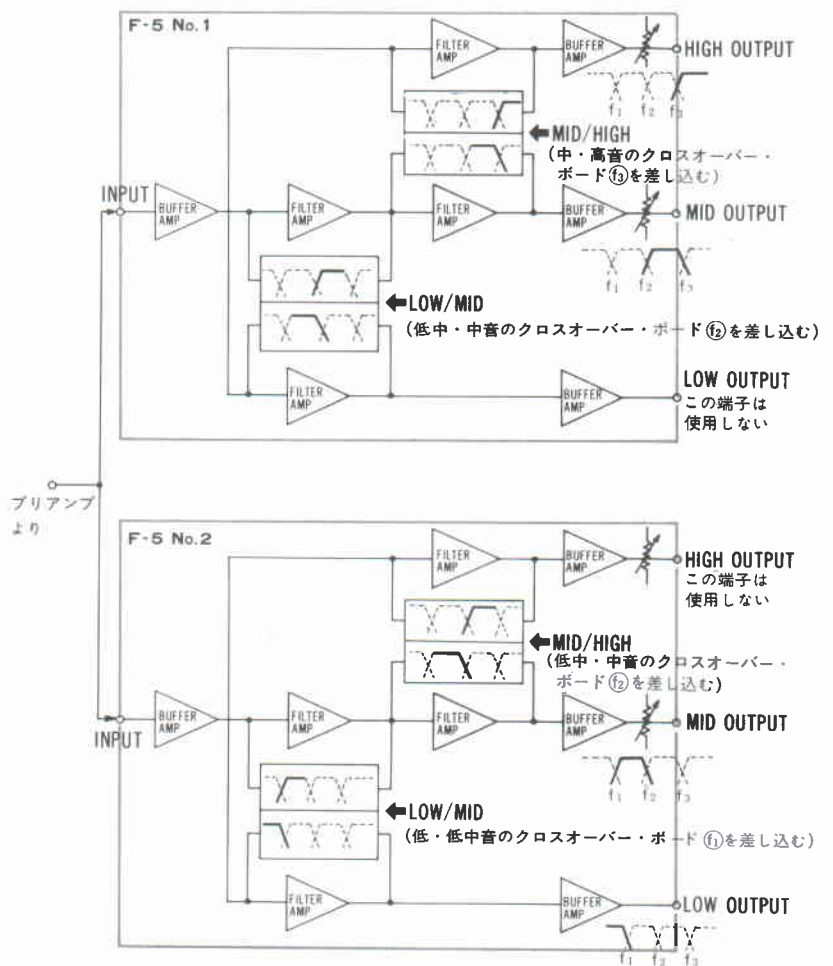 F-5 No.1
FILTER AMP
BUFFER AMP
HIGH OUTPUT
f₁ f₂ f₃
MID/HIGH
(中・高音のクロスオーバー・
ボードⓕ₃を差し込む)
INPUT
BUFFER AMP
FILTER AMP
FILTER AMP
BUFFER AMP
MID OUTPUT
f₁ f₂ f₃
LOW/MID
(低中・中音のクロスオーバー・ボードⓕ₂を差し込む)
FILTER AMP
BUFFER AMP
LOW OUTPUT
この端子は
使用しない
プリアンプ
より
F-5 No.2
FILTER AMP
BUFFER AMP
HIGH OUTPUT
この端子は
使用しない
MID/HIGH
(低中・中音のクロスオーバー・
ボードⓕ₂を差し込む)
INPUT
BUFFER AMP
FILTER AMP
FILTER AMP
BUFFER AMP
MID OUTPUT
f₁ f₂ f₃
LOW/MID
(低・低中音のクロスオーバー・ボードⓕ₁を差し込む)
FILTER AMP
BUFFER AMP
LOW OUTPUT
f₁ f₂ f₃